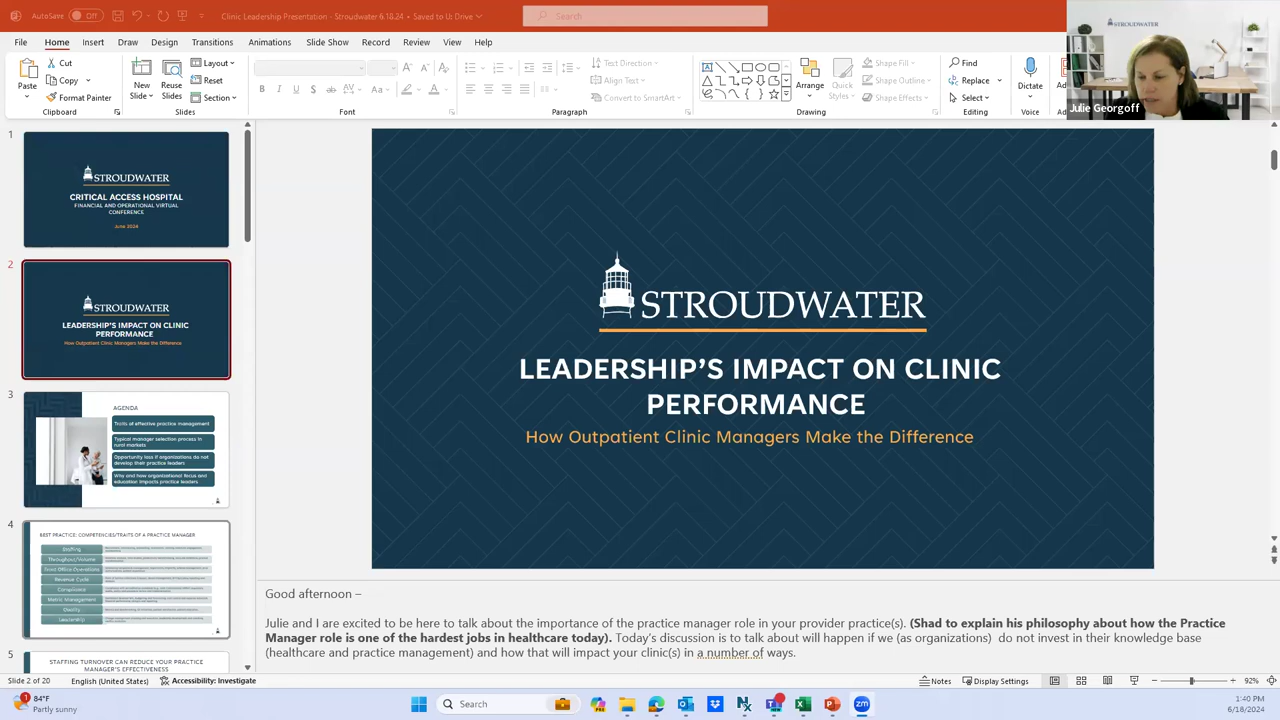 AutoSave Off
Clinic Leadership Presentation - Stroudwater 6.18.24 • Saved to U: Drive
Search
File Home Insert Draw Design Transitions Animations Slide Show Record Review View Help
Paste
Cut
Copy
Format Painter
Clipboard
New Slide
Reuse Slides
Layout
Reset
Section
Slides
B I U S ab AV Aa
Font
Paragraph
Text Direction
Align Text
Convert to SmartArt
Arrange
Quick Styles
Shape Fill
Shape Outline
Shape Effects
Drawing
Find
Replace
Select
Editing
Dictate
Voice
Ad
STROUDWATER
Julie Georgoff
1
STROUDWATER
CRITICAL ACCESS HOSPITAL
FINANCIAL AND OPERATIONAL VIRTUAL
CONFERENCE
June 2024
2
STROUDWATER
LEADERSHIP'S IMPACT ON CLINIC
PERFORMANCE
How Outpatient Clinic Managers Make the Difference
3
AGENDA
Traits of effective practice management
Typical manager selection process in
rural markets
Opportunity loss if organizations do not
develop their practice leaders
Why and how organizational focus and
education impacts practice leaders
4
BEST PRACTICE: COMPETENCIES/TRAITS OF A PRACTICE MANAGER
Staffing
Throughput/Volume
Front Office Operations
Revenue Cycle
Compliance
Metric Management
Quality
Leadership
5
STAFFING TURNOVER CAN REDUCE YOUR PRACTICE
MANAGER'S EFFECTIVENESS
STROUDWATER
LEADERSHIP'S IMPACT ON CLINIC
PERFORMANCE
How Outpatient Clinic Managers Make the Difference
Good afternoon –
Julie and I are excited to be here to talk about the importance of the practice manager role in your provider practice(s). (Shad to explain his philosophy about how the Practice
Manager role is one of the hardest jobs in healthcare today). Today's discussion is to talk about will happen if we (as organizations) do not invest in their knowledge base
(healthcare and practice management) and how that will impact your clinic(s) in a number of ways.
Slide 2 of 20 English (United States) Accessibility: Investigate Notes Display Settings 92%
1
84°F
Partly sunny
Search
1:40 PM
6/18/2024